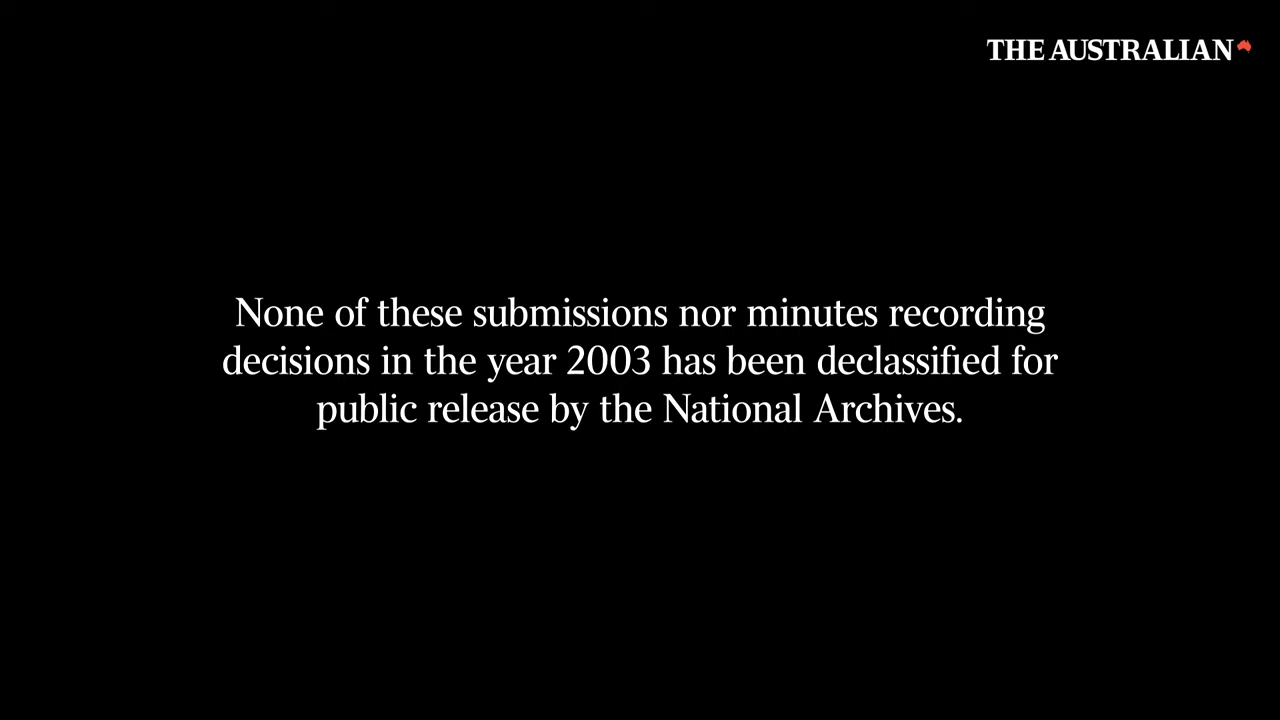 THE AUSTRALIAN
None of these submissions nor minutes recording
decisions in the year 2003 has been declassified for
public release by the National Archives.